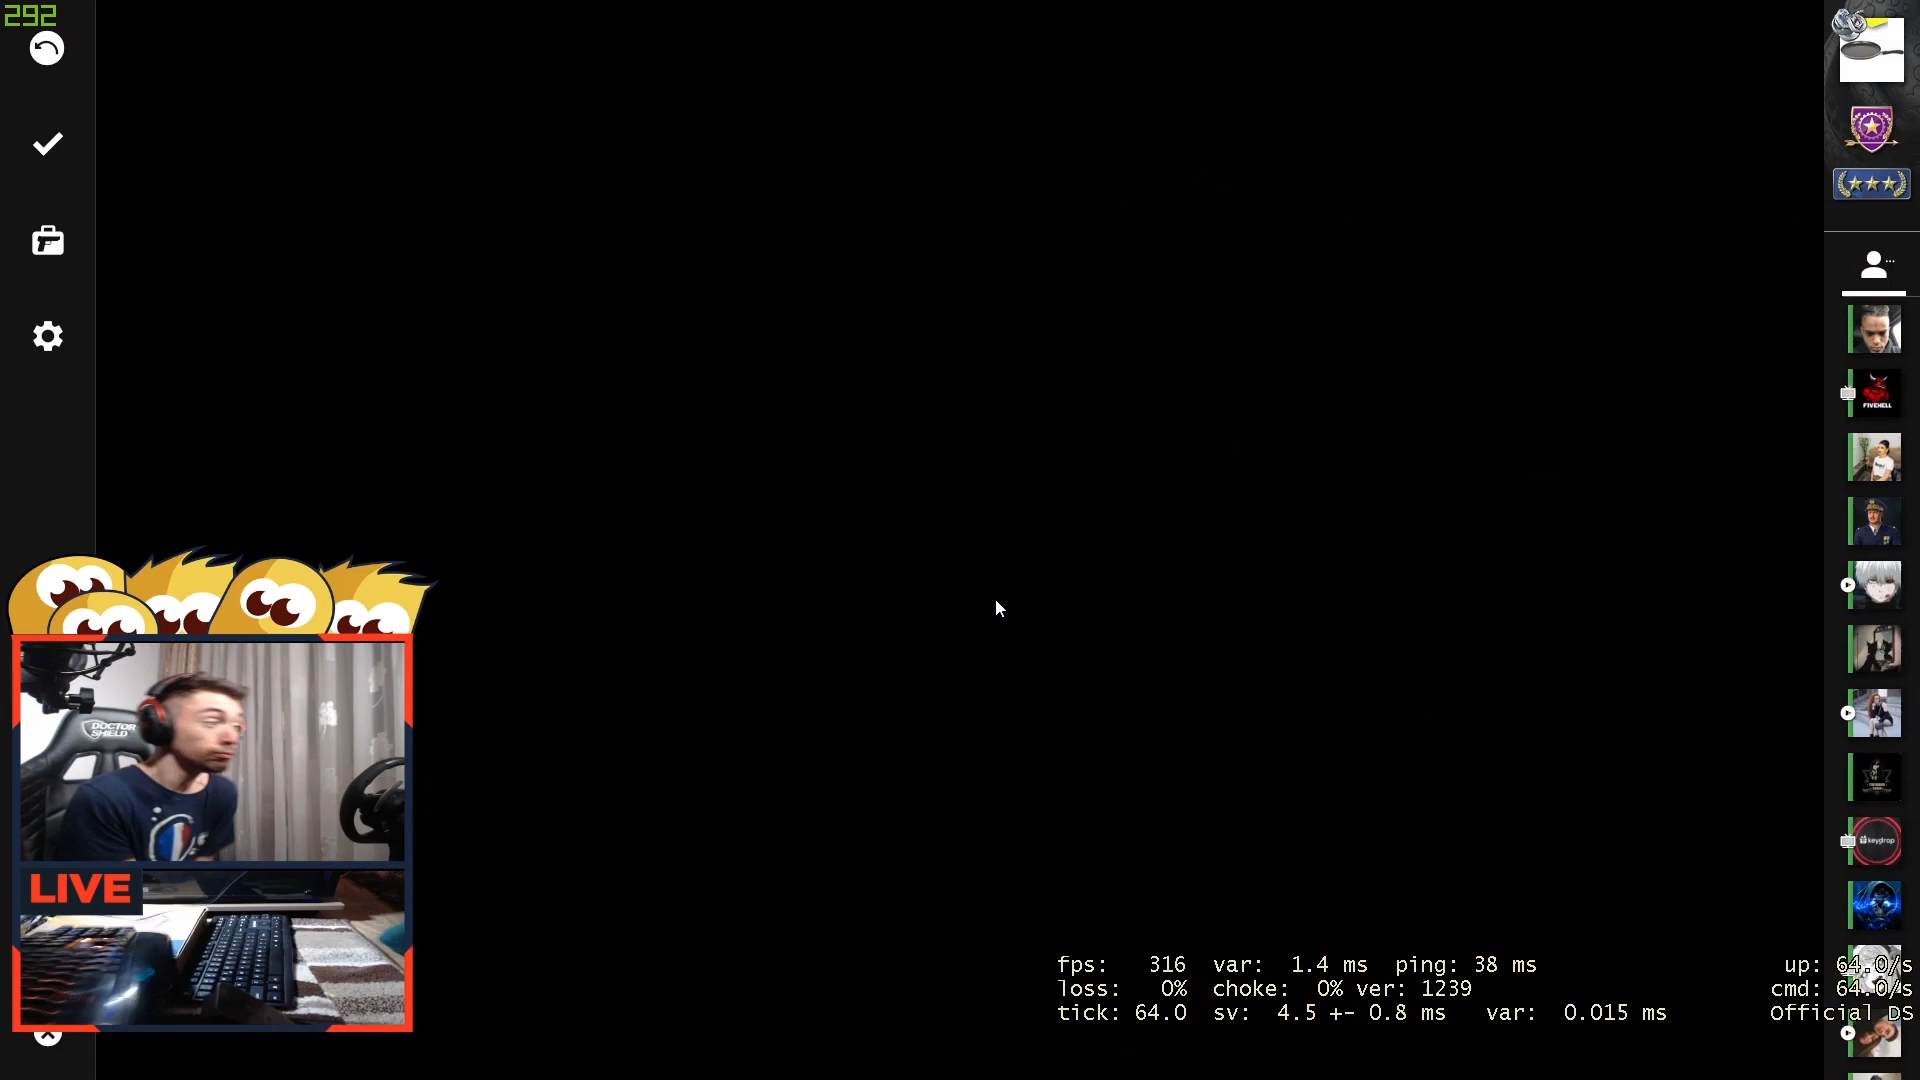 292
FIVEHELL
DOCTOR
SHIELD
LIVE
keydrop
fps: 316 var: 1.4 ms ping: 38 ms up: 64.0/s
loss: 0% choke: 0% ver: 1239 cmd: 64.0/s
tick: 64.0 sv: 4.5 +- 0.8 ms var: 0.015 ms Official DS